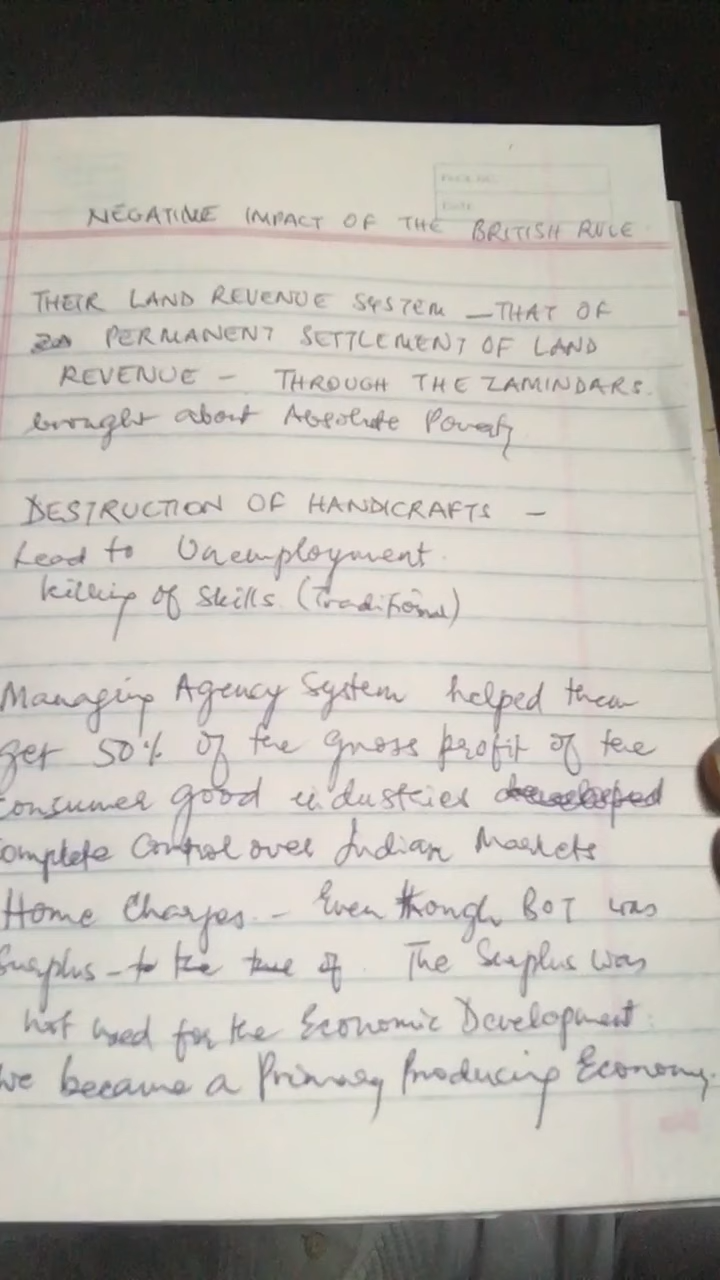 NEGATIVE IMPACT OF THE BRITISH RULE
THEIR LAND REVENUE SYSTEM – THAT OF
PERMANENT SETTLEMENT OF LAND
REVENUE – THROUGH THE ZAMINDARS.
brought about Absolute Poverty
DESTRUCTION OF HANDICRAFTS –
Lead to Unemployment.
killing of skills (Traditional)
Managing Agency System helped them
get 50% of the gross profit of the
consumer good industries developed
complete control over Indian Markets
Home Charges – Even though BOT was
Surplus – to the tune of. The Surplus was
not used for the Economic Development.
We became a Primary Producing Economy.